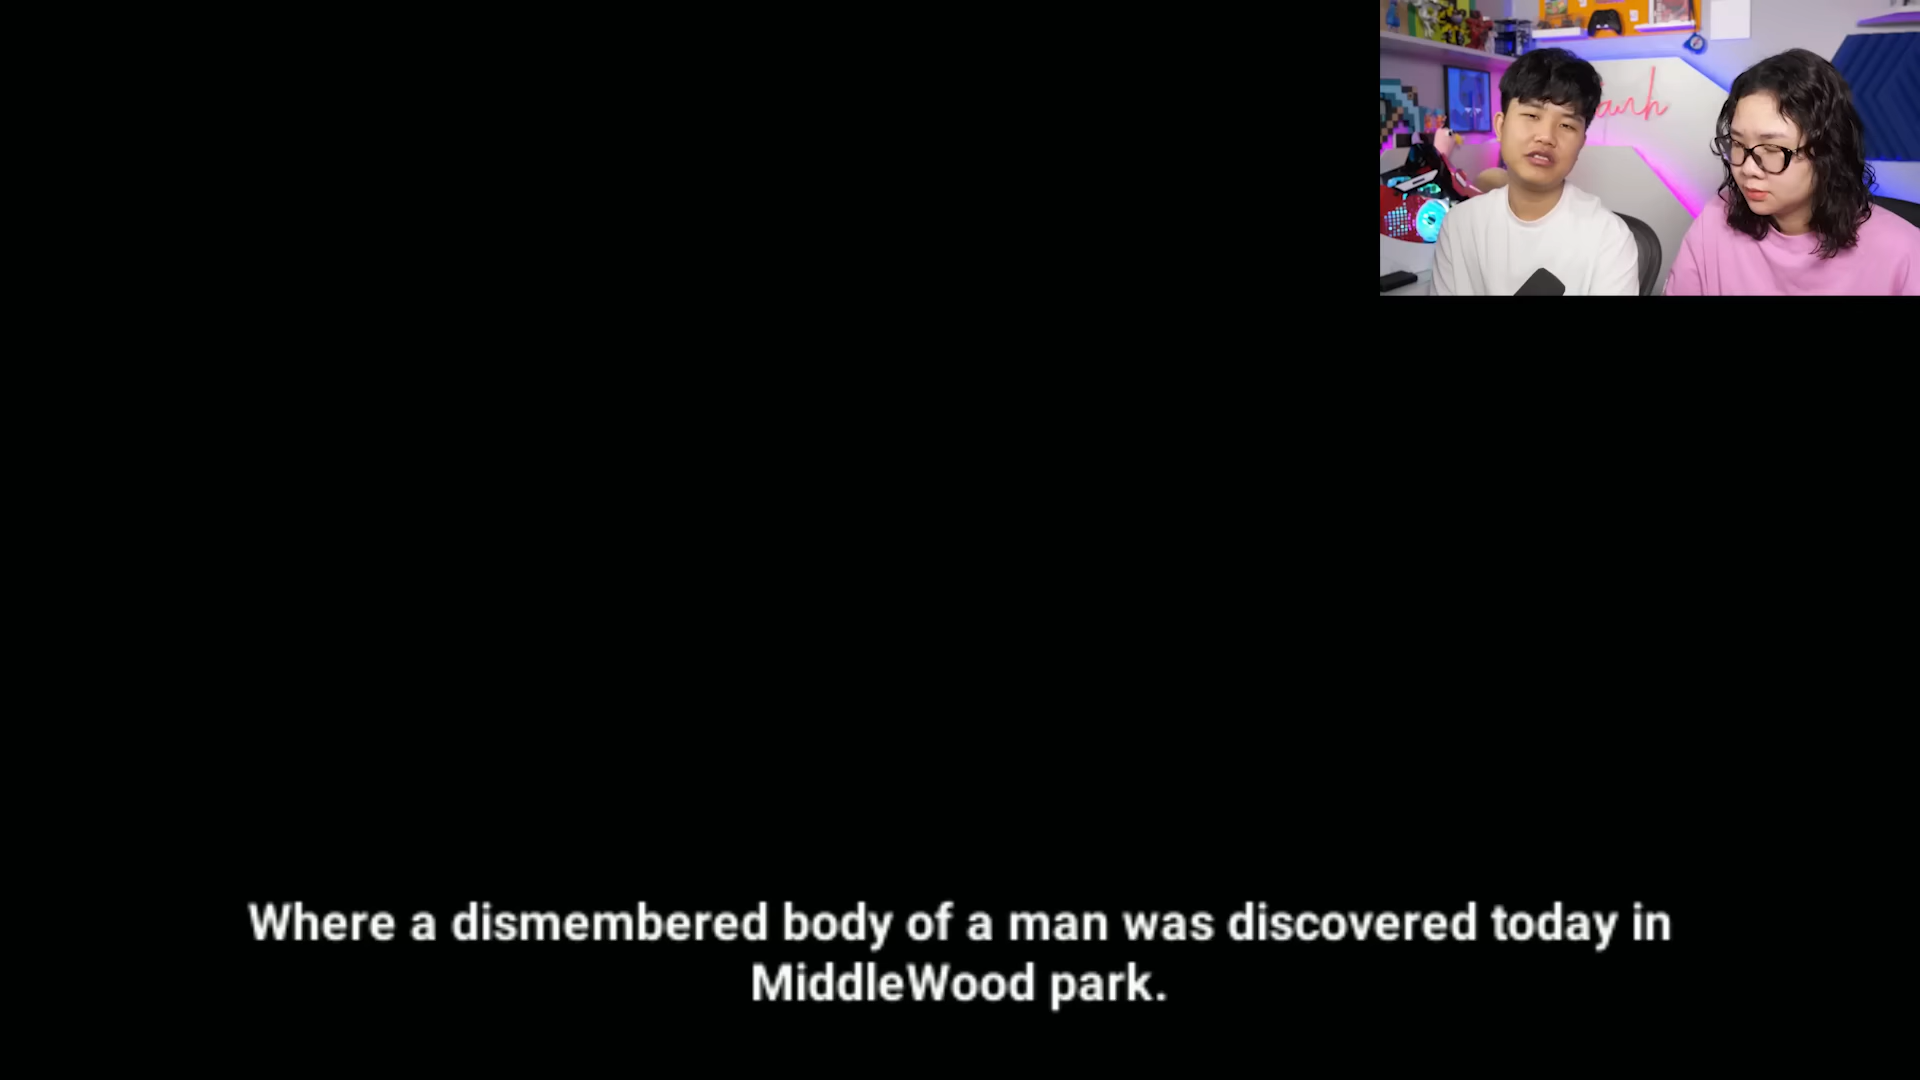 Where a dismembered body of a man was discovered today in
MiddleWood park.